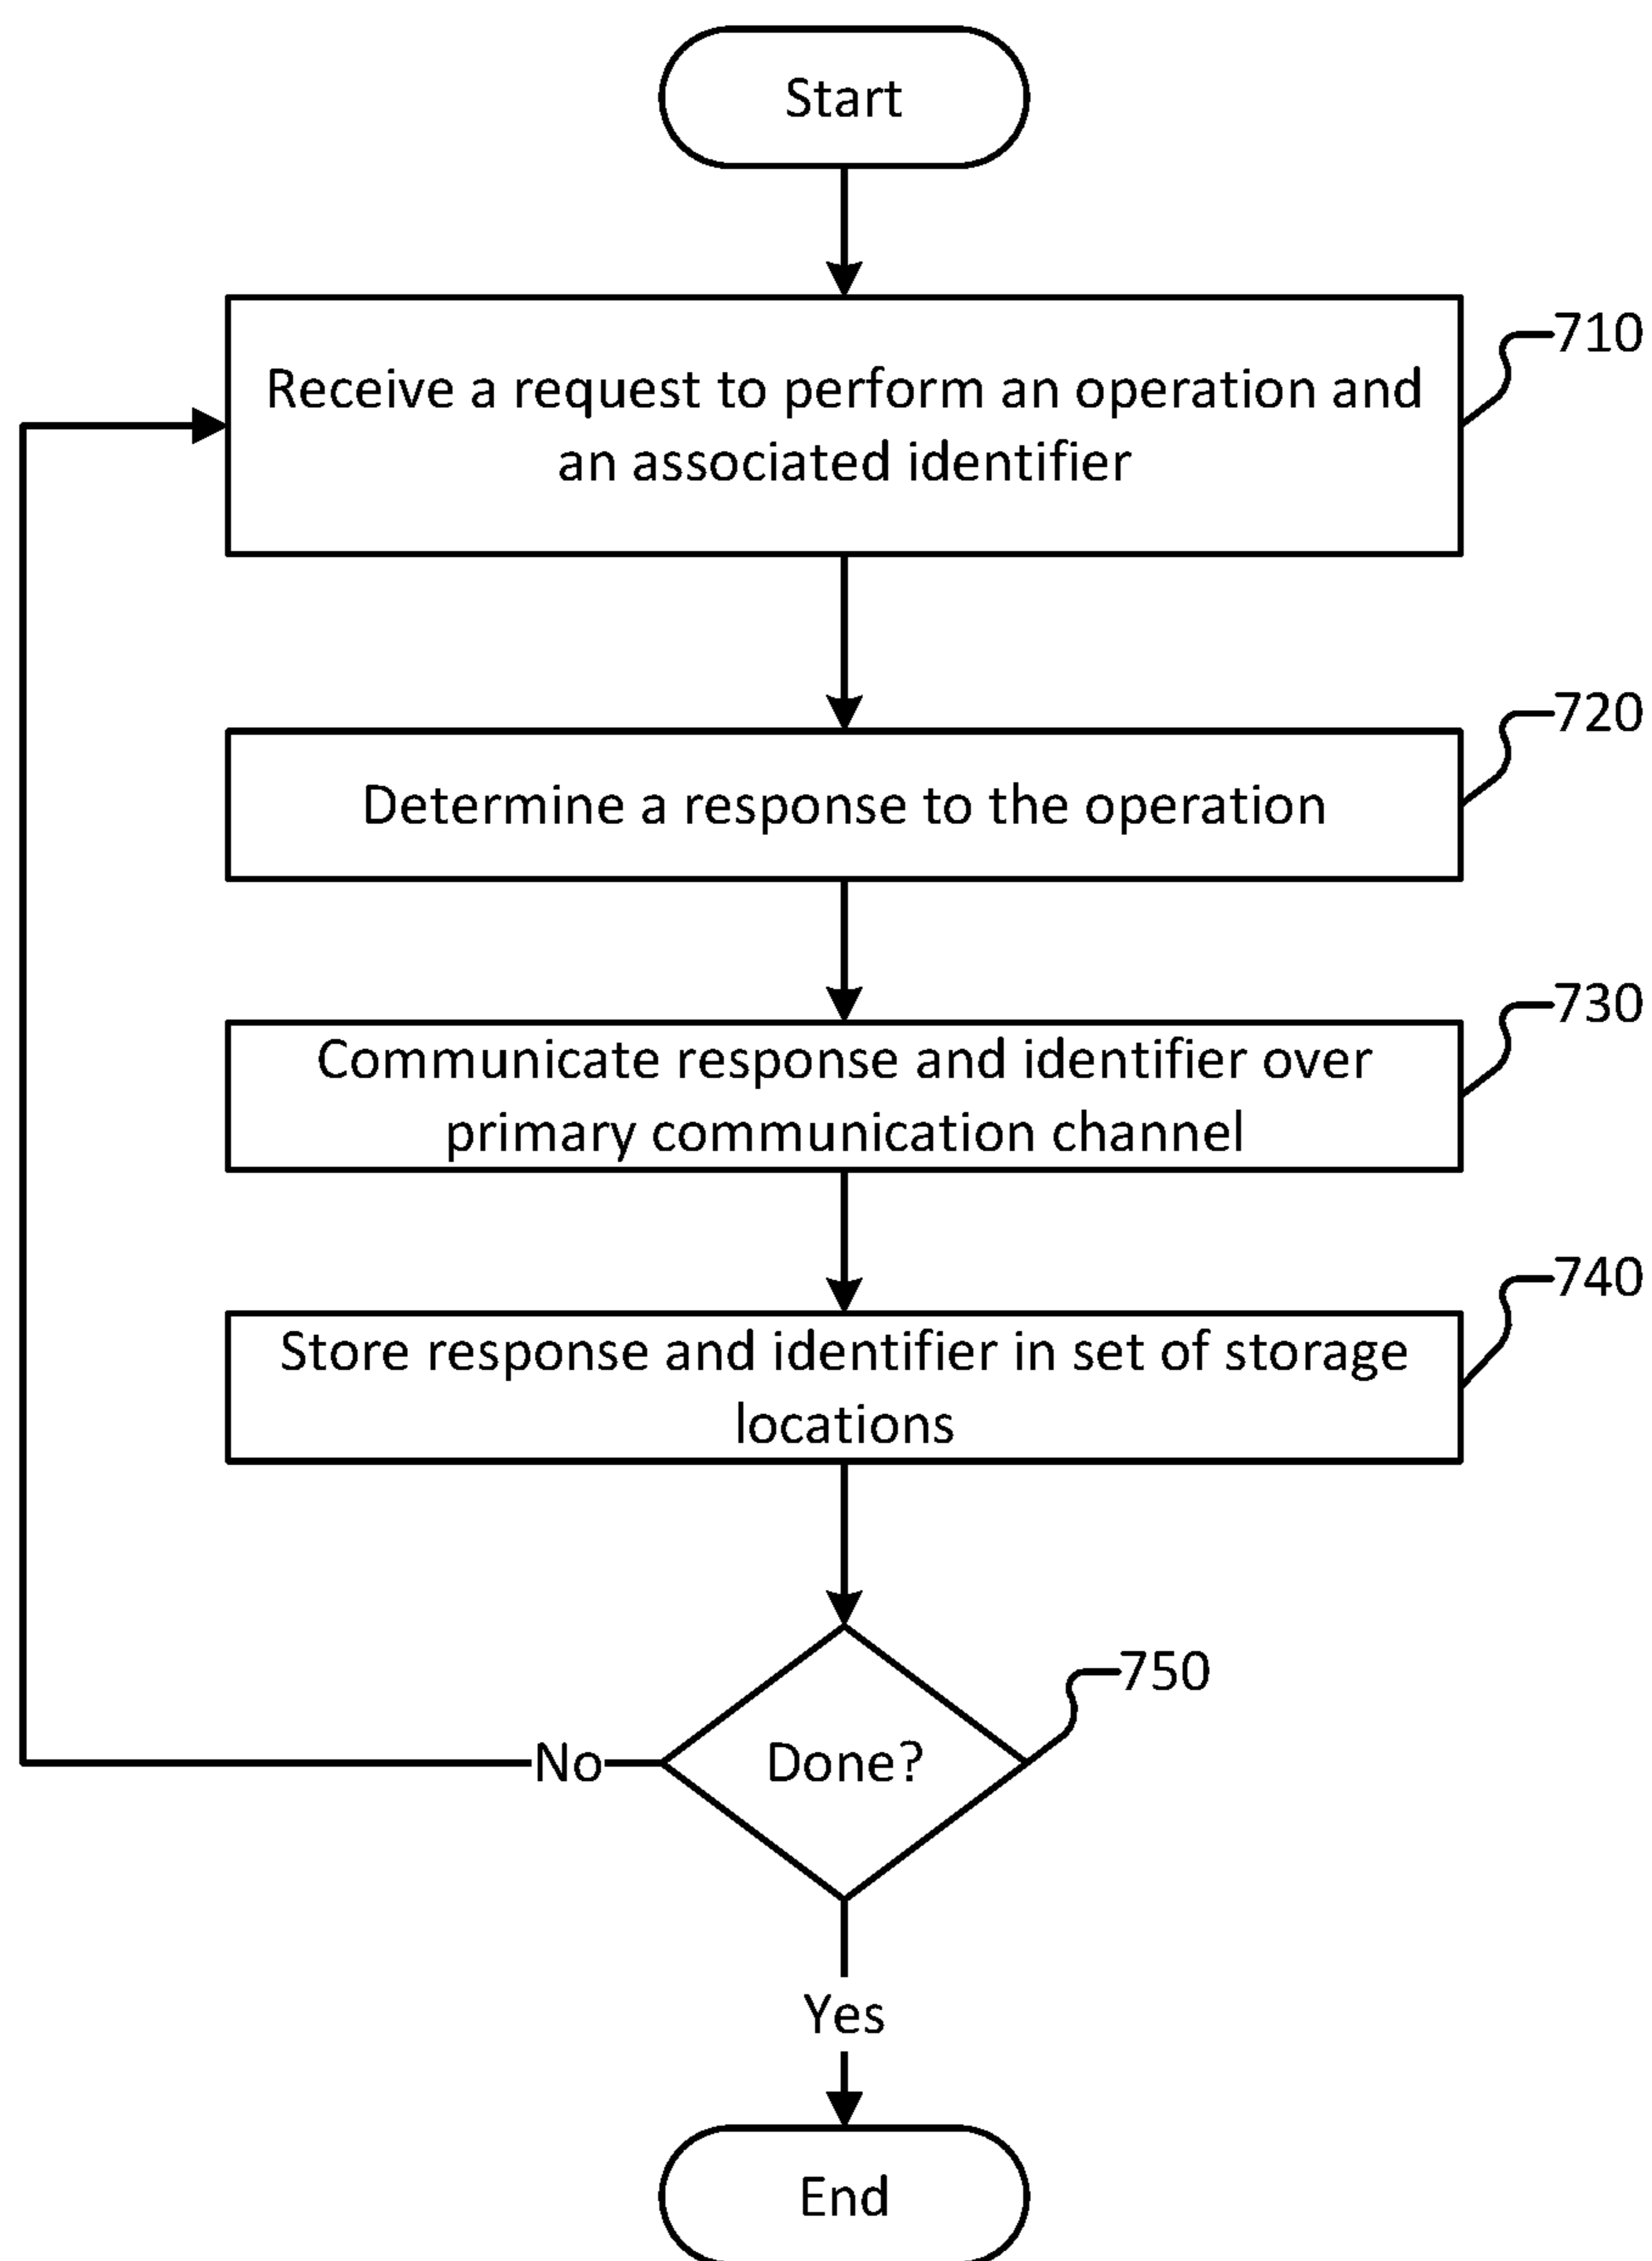 Start
Receive a request to perform an operation and
an associated identifier
710
Determine a response to the operation
720
Communicate response and identifier over
primary communication channel
730
Store response and identifier in set of storage
locations
740
Done?
750
No
Yes
End